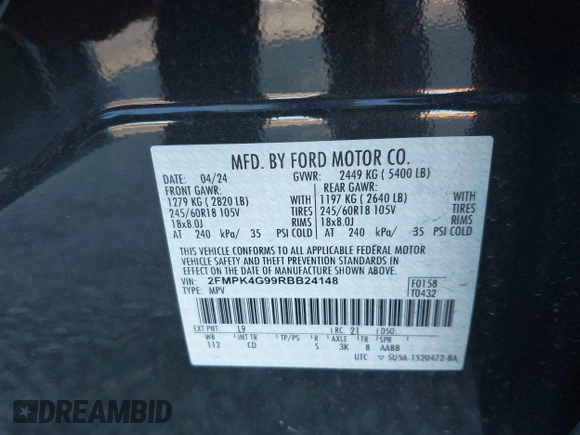 MFD. BY FORD MOTOR CO.
DATE: 04/24 GVWR: 2449 KG ( 5400 LB)
FRONT GAWR: REAR GAWR:
1279 KG ( 2820 LB) WITH 1197 KG ( 2640 LB) WITH
245/60R18 105V TIRES 245/60R18 105V TIRES
18x8.0J RIMS 18x8.0J RIMS
AT 240 kPa/ 35 PSI COLD AT 240 kPa/ 35 PSI COLD
THIS VEHICLE CONFORMS TO ALL APPLICABLE FEDERAL MOTOR
VEHICLE SAFETY AND THEFT PREVENTION STANDARDS IN
EFFECT ON THE DATE OF MANUFACTURE SHOWN ABOVE.
VIN: 2FMPK4G99RBB24148 F0158
TYPE: MPV T0432
EXT PNT: L9 RC: 21 DSO:
WB INT TR TP/PS R AXLE TR SPR
112 CD S 3K 8 AABB
UTC 5U5A-1520472-BA
DREAMBID